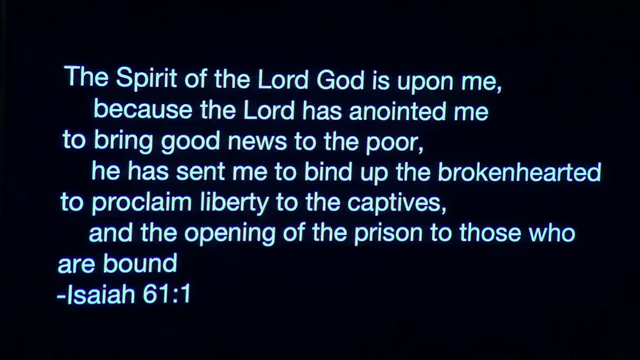 The Spirit of the Lord God is upon me,
because the Lord has anointed me
to bring good news to the poor,
he has sent me to bind up the brokenhearted
to proclaim liberty to the captives,
and the opening of the prison to those who
are bound
-Isaiah 61:1